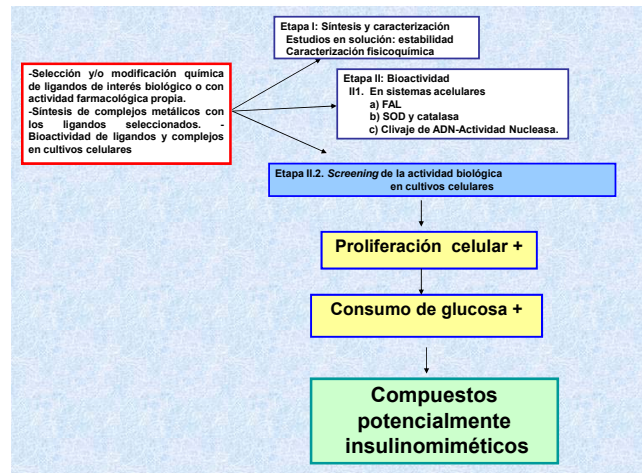 Etapa I: Síntesis y caracterización
Estudios en solución: estabilidad
Caracterización fisicoquímica
-Selección y/o modificación química
de ligandos de interés biológico o con
actividad farmacológica propia.
-Síntesis de complejos metálicos con
los ligandos seleccionados. -
Bioactividad de ligandos y complejos
en cultivos celulares
Etapa II: Bioactividad
II1. En sistemas acelulares
a) FAL
b) SOD y catalasa
c) Clivaje de ADN-Actividad Nucleasa.
Etapa II.2. Screening de la actividad biológica
en cultivos celulares
Proliferación celular +
Consumo de glucosa +
Compuestos
potencialmente
insulinomiméticos